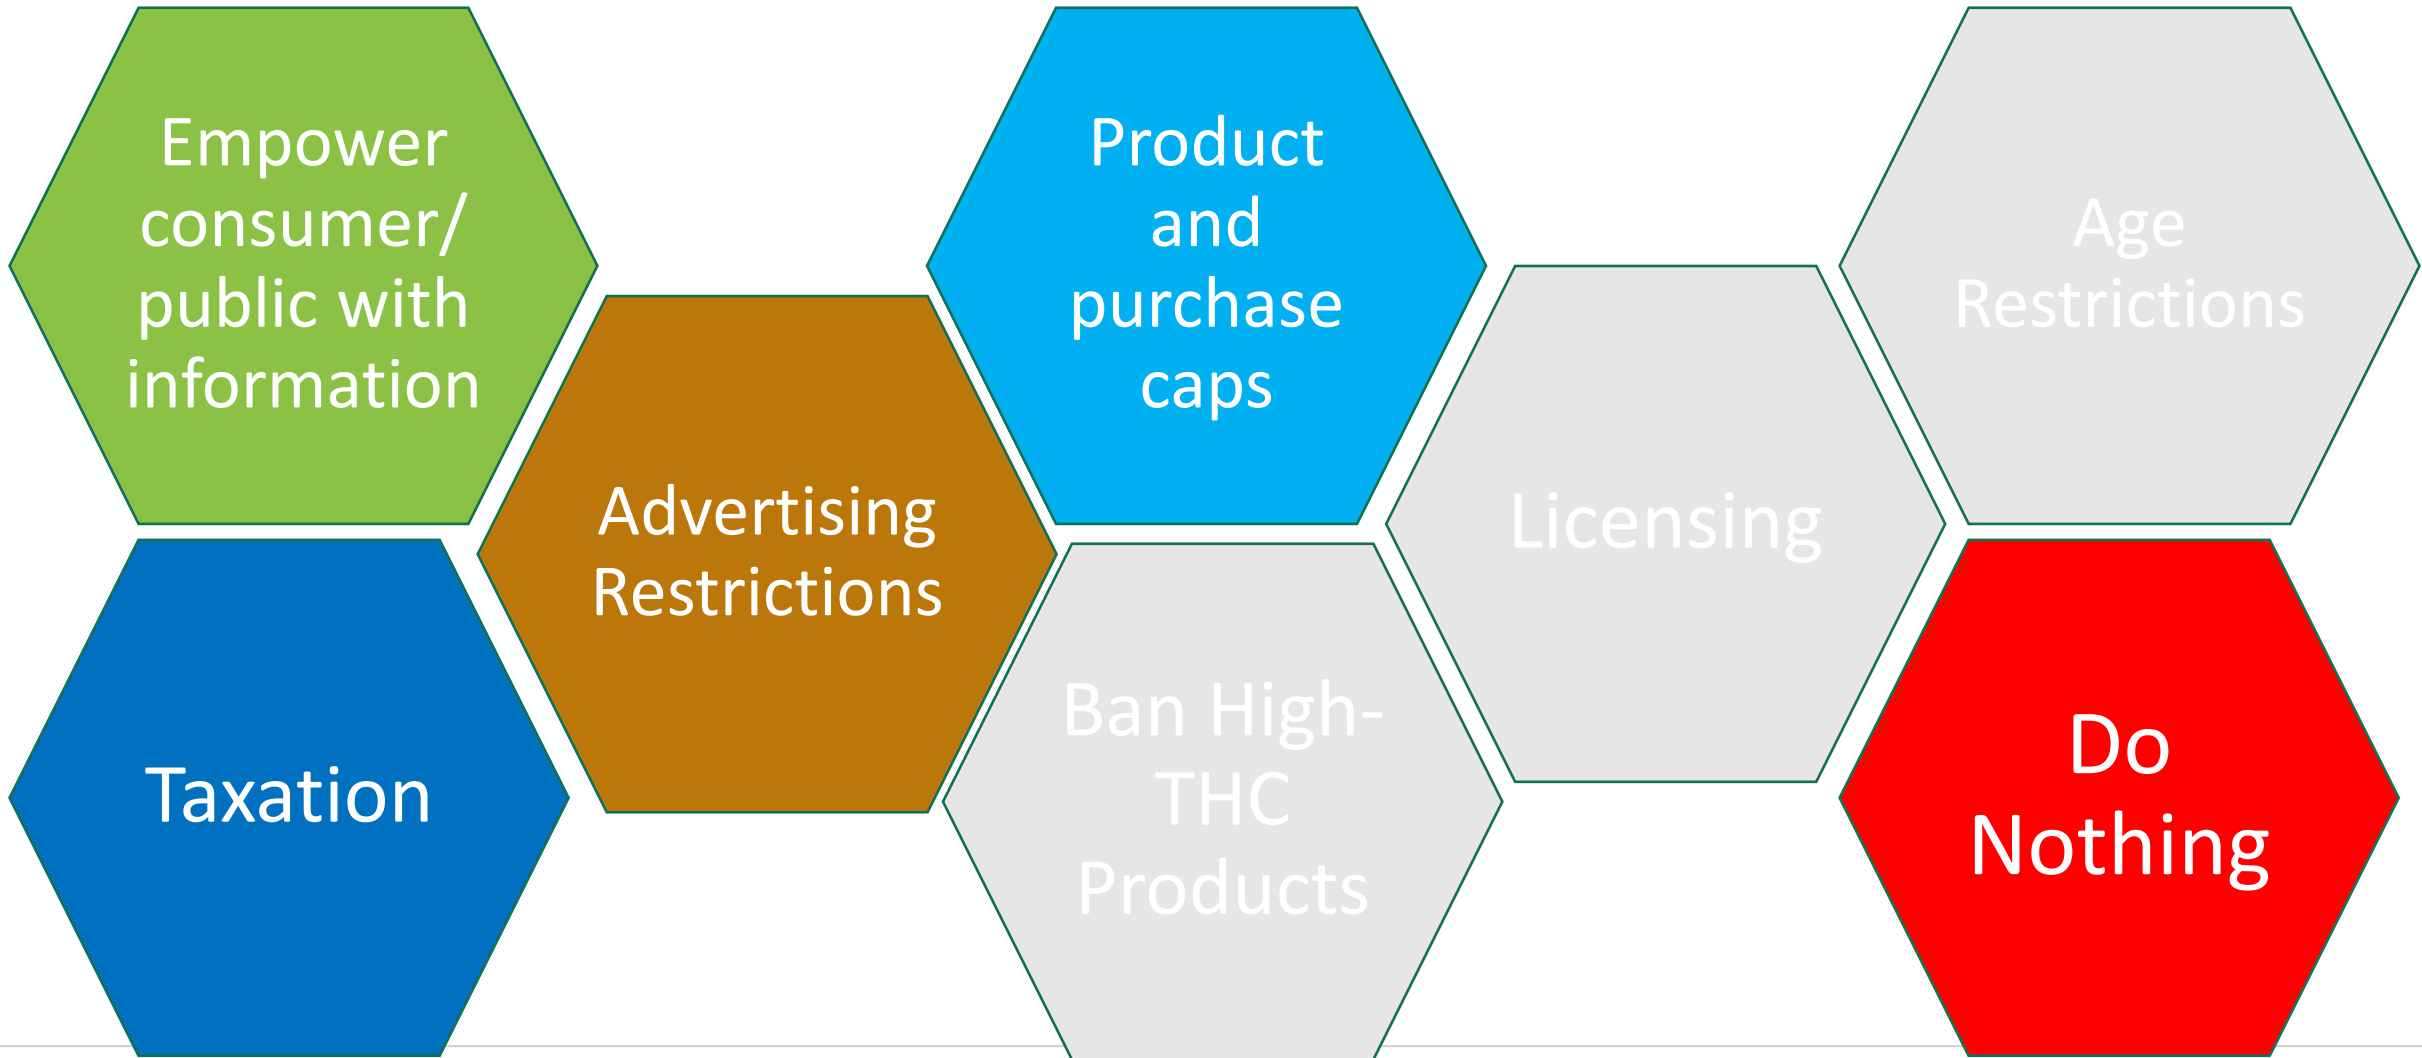 Empower
consumer/
public with
information
Taxation
Advertising
Restrictions
Product
and
purchase
caps
Ban High-
THC
Products
Licensing
Age
Restrictions
Do
Nothing